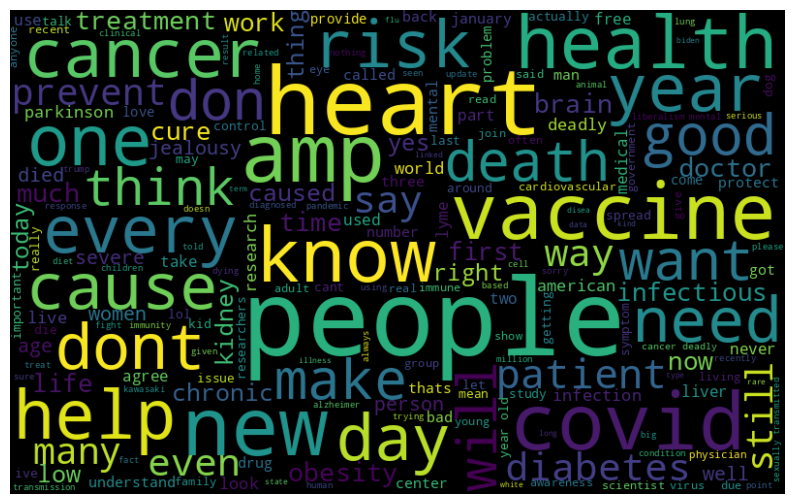 use talk treatment work thing provide back january actually free lung
anyone recent clinical flu called said man biden
cancer risk health
result related nothing home eye seen update problem read animal dog
prevent don heart year
parkinson love control mental part brain deadly medical government liberalism mental serious
one cure jealousy amp yes last join often death good
may world three linked cardiovascular doctor
died trump caused say around come protect
much think term doesn used number lyme spread disea data kind give
today response told diagnosed pandemic time vaccine
really every know first way want please
severe diet children dying research cant using real immune cell sorry based right american got
important take adult two infectious
cause women lol kidney researchers getting symptom need
live fight immunity kid show million cancer deadly never
die age dont given issue illness always group thats let study patient now recently
treat sure kawasaki agree alzheimer trying mean infection living type rare
life chronic make person young year old liver
help new day will covid still
many fact drug bad long big condition physician sexually transmitted
low ive even look obesity center diabetes well
understand family state human white awareness scientist virus due point
transmission